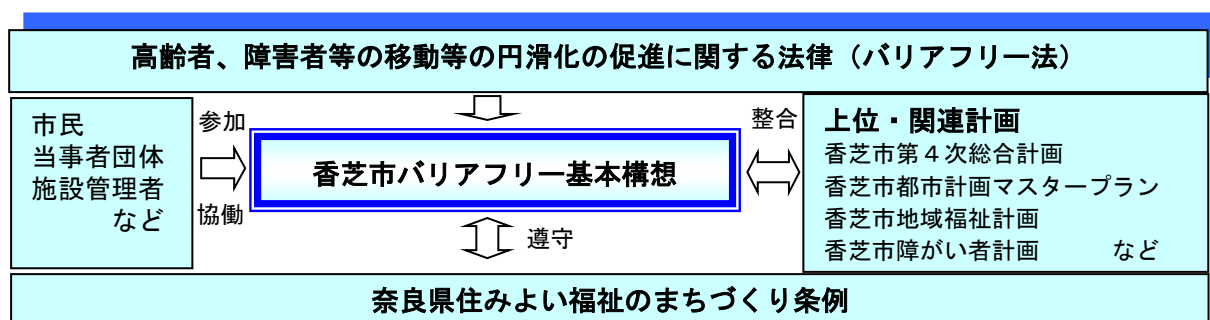 高齢者、障害者等の移動等の円滑化の促進に関する法律（バリアフリー法）
市民
当事者団体
施設管理者
など
参加
協働
香芝市バリアフリー基本構想
整合
上位・関連計画
香芝市第４次総合計画
香芝市都市計画マスタープラン
香芝市地域福祉計画
香芝市障がい者計画　　　など
遵守
奈良県住みよい福祉のまちづくり条例